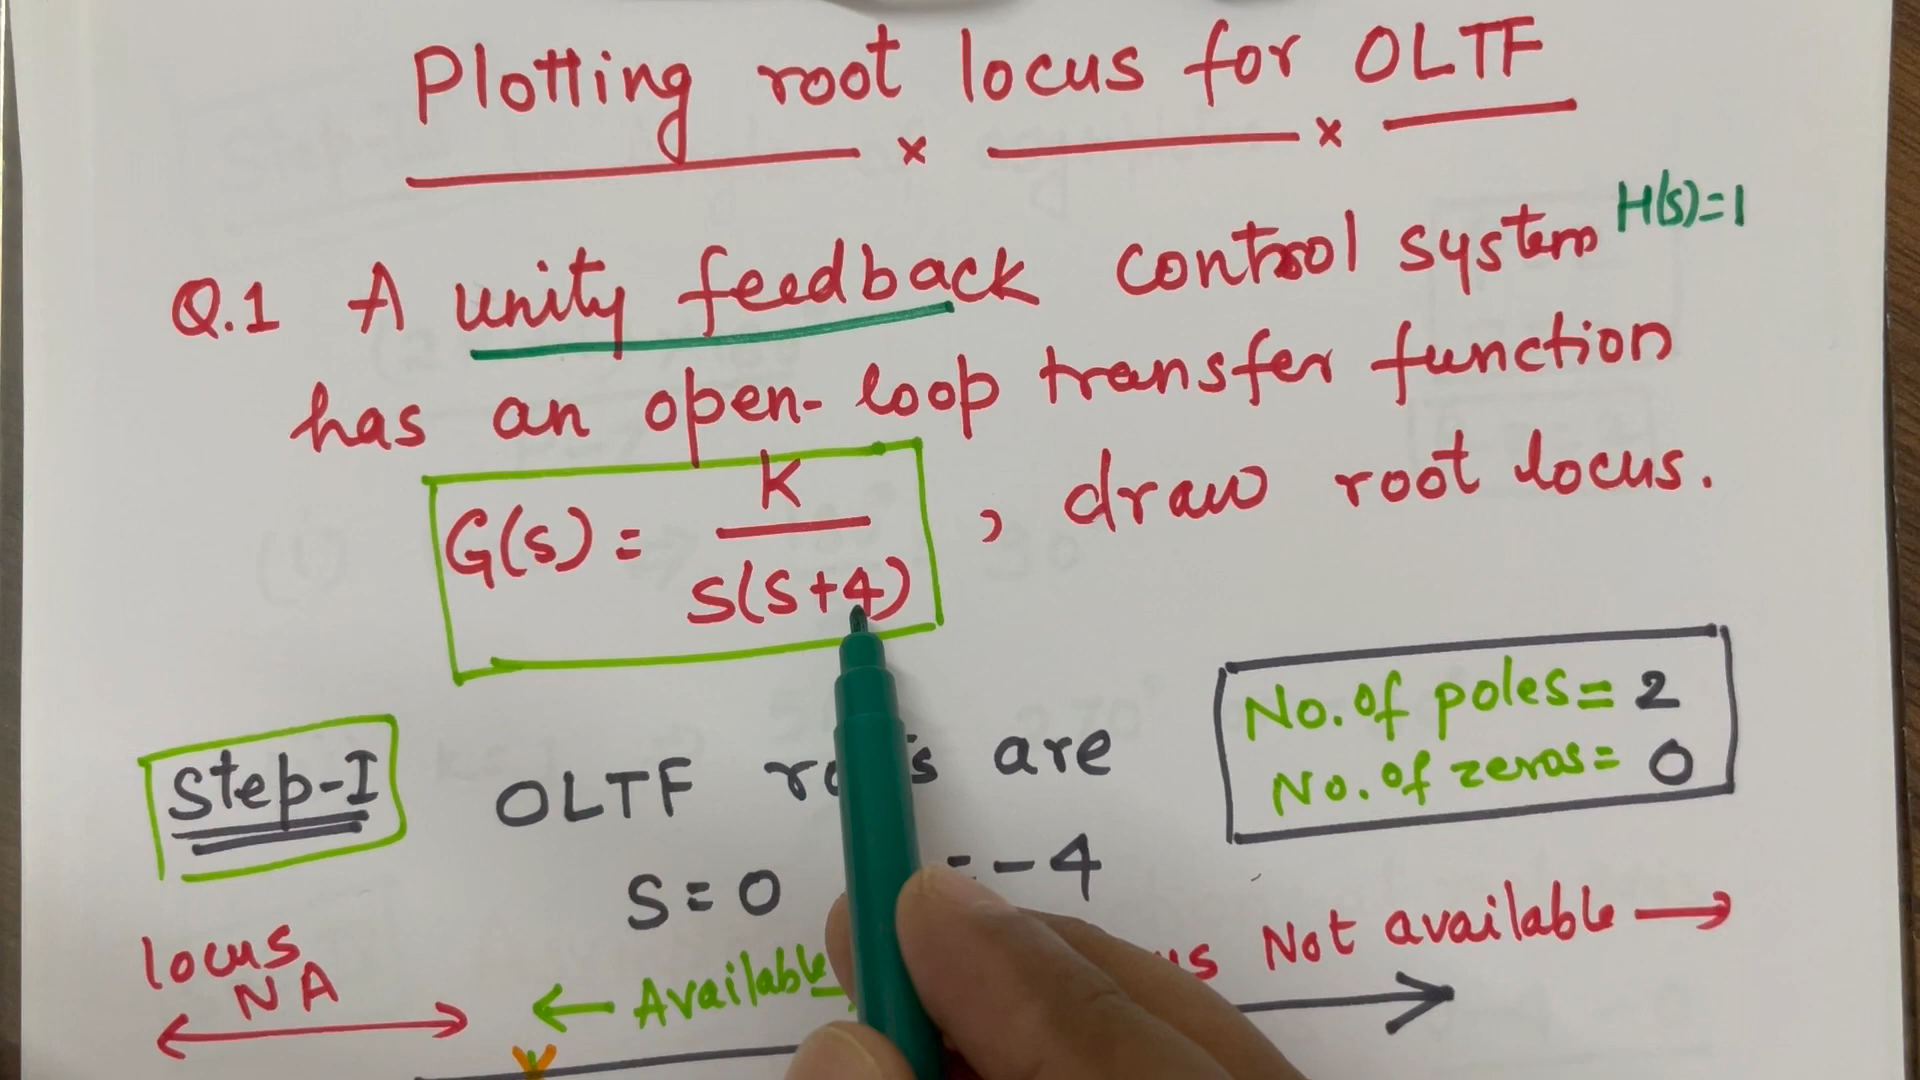 Plotting root locus for OLTF
H(s)=1
Q.1 A unity feedback control system
has an open-loop transfer function
G(s) = K / s(s+4) , draw root locus.
No. of poles = 2
No. of zeros = 0
Step-I OLTF are
S=0 = -4
locus
NA
← Available
Not available →